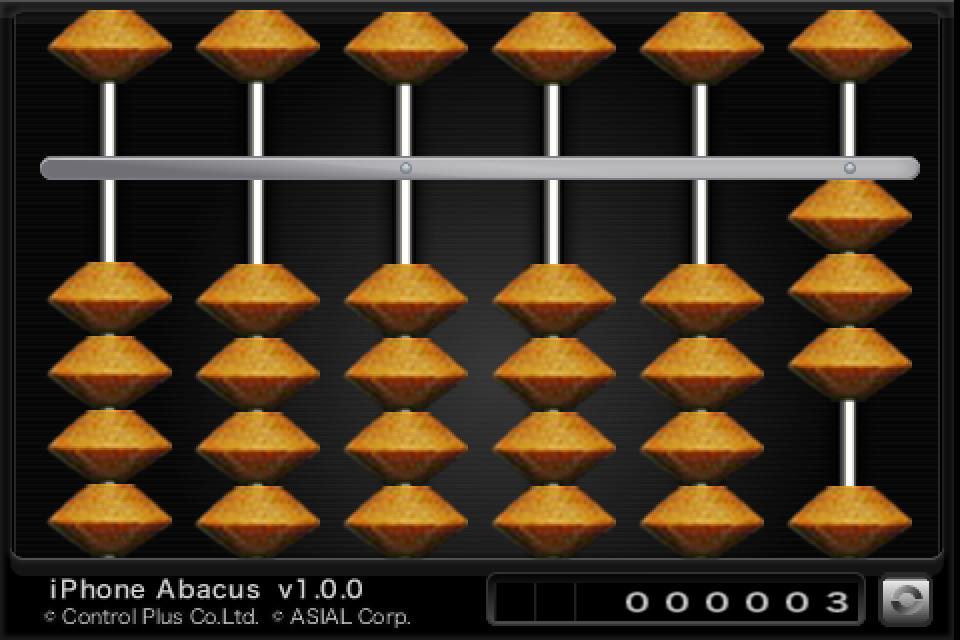 iPhone Abacus v1.0.0
© Control Plus Co.Ltd. © ASIAL Corp.
000003